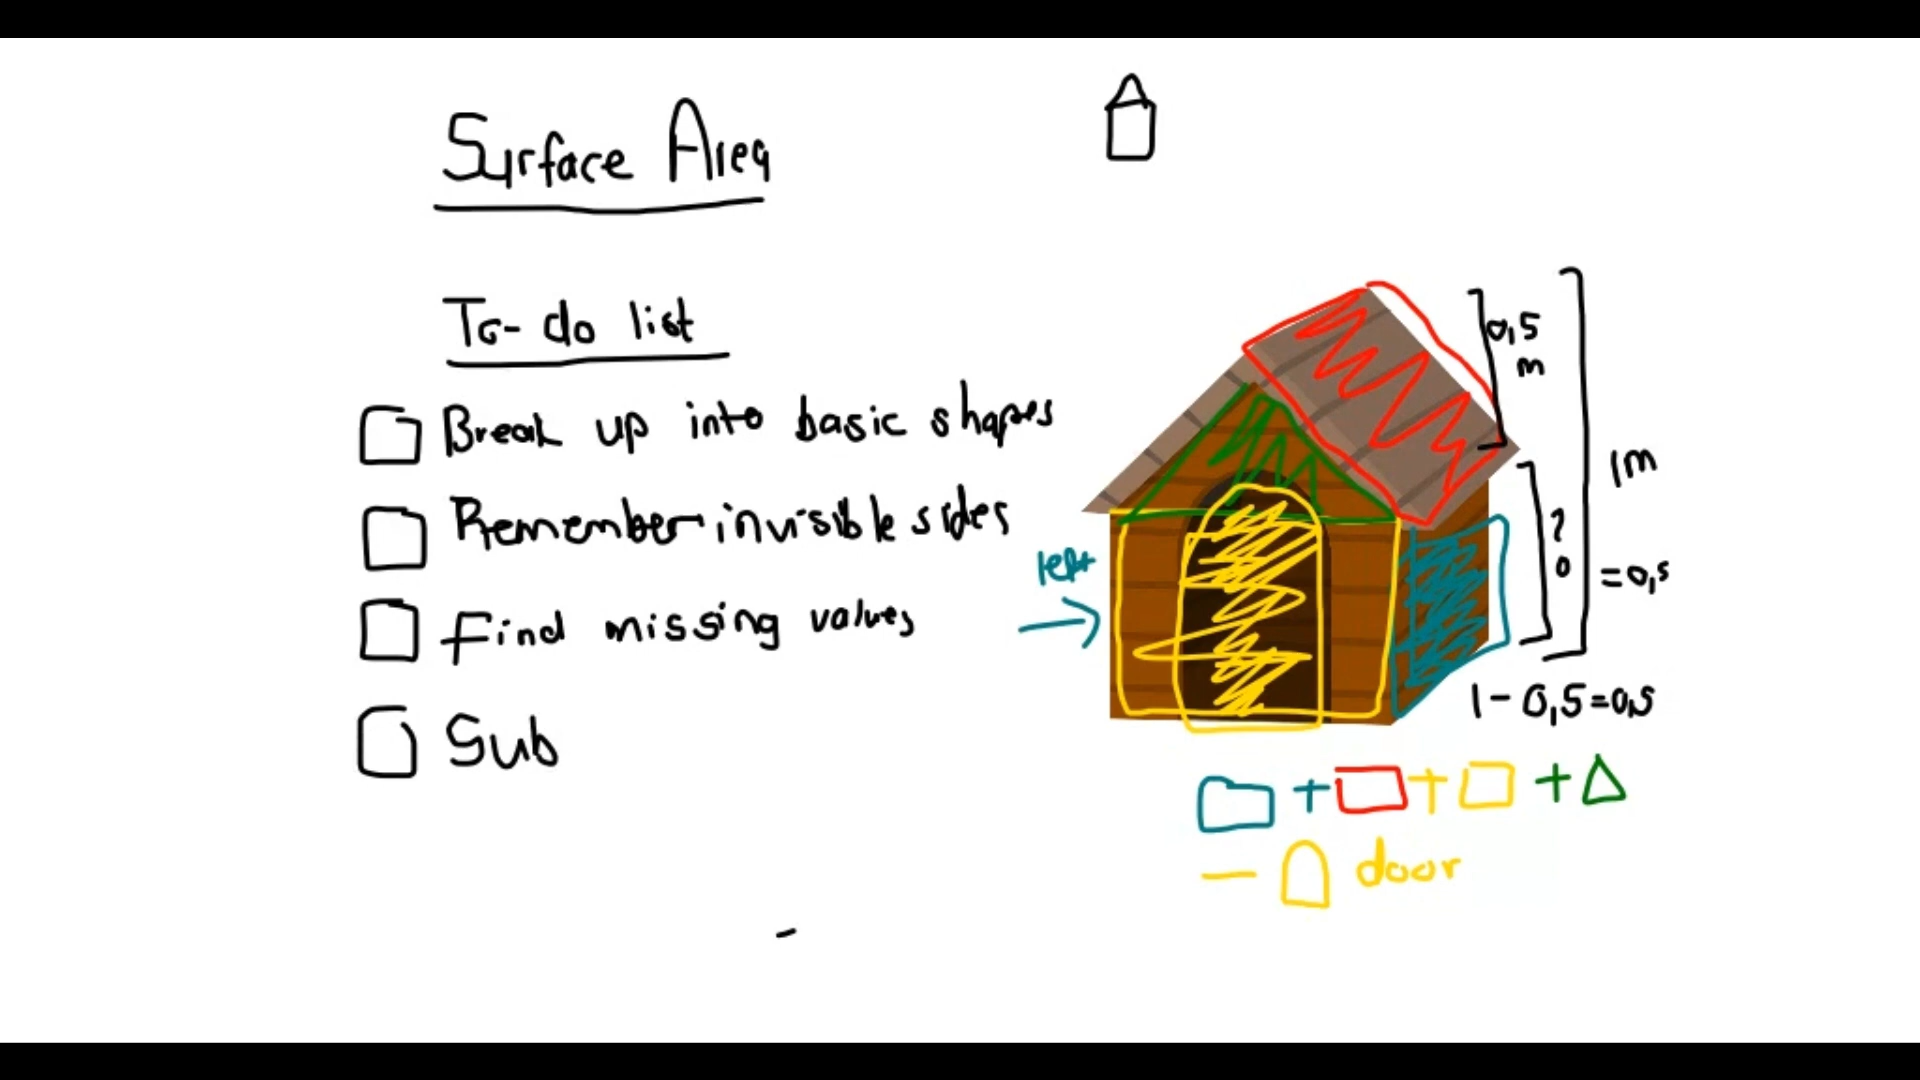 Surface Area
To-do list
Break up into basic shapes
Remember invisible sides
Find missing values
Sub
left
0,5
m
1m
?
= 0,5
1 - 0,5 = 0,5
+ + +
- door